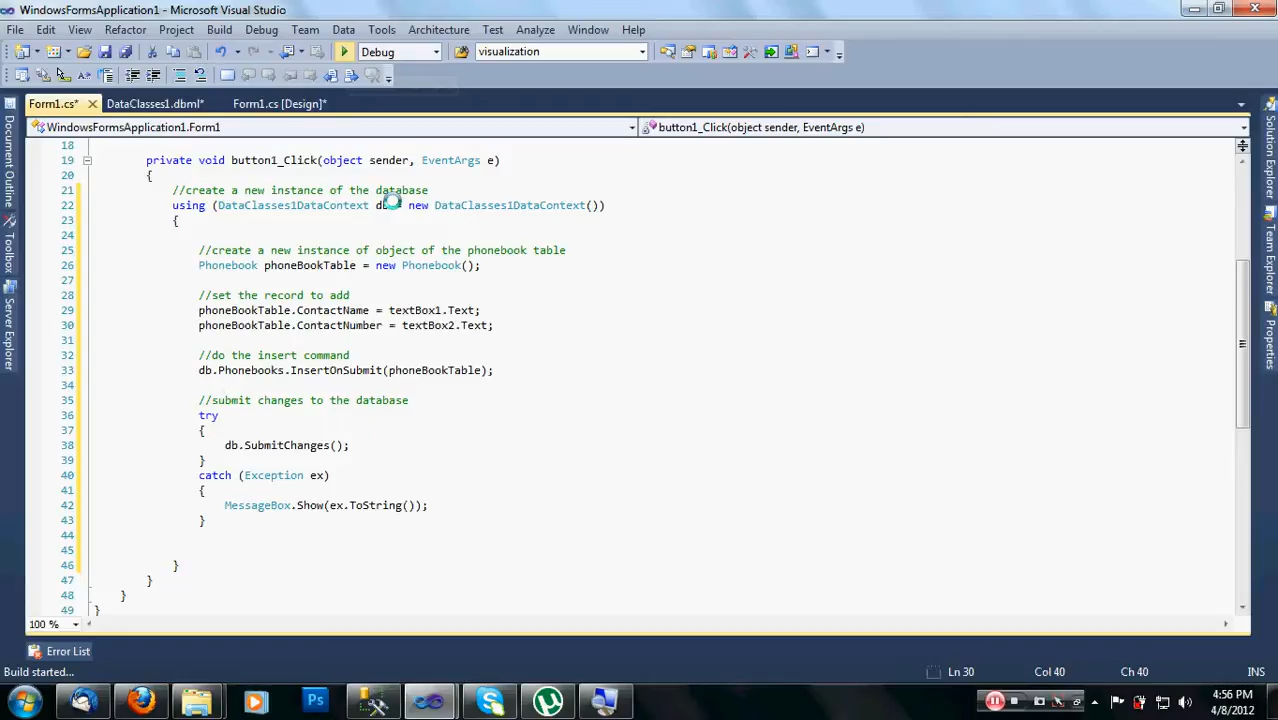 WindowsFormsApplication1 - Microsoft Visual Studio
File Edit View Refactor Project Build Debug Team Data Tools Architecture Test Analyze Window Help
Debug visualization
Form1.cs* DataClasses1.dbml* Form1.cs [Design]*
WindowsFormsApplication1.Form1 button1_Click(object sender, EventArgs e)
Document Outline
Toolbox
Server Explorer
18
19 private void button1_Click(object sender, EventArgs e)
20 {
21 //create a new instance of the database
22 using (DataClasses1DataContext db = new DataClasses1DataContext())
23 {
24
25 //create a new instance of object of the phonebook table
26 Phonebook phoneBookTable = new Phonebook();
27
28 //set the record to add
29 phoneBookTable.ContactName = textBox1.Text;
30 phoneBookTable.ContactNumber = textBox2.Text;
31
32 //do the insert command
33 db.Phonebooks.InsertOnSubmit(phoneBookTable);
34
35 //submit changes to the database
36 try
37 {
38 db.SubmitChanges();
39 }
40 catch (Exception ex)
41 {
42 MessageBox.Show(ex.ToString());
43 }
44
45
46 }
47 }
48 }
49 }
Solution Explorer
Team Explorer
Properties
100 %
Error List
Build started... Ln 30 Col 40 Ch 40 INS
Ps
4:56 PM
4/8/2012